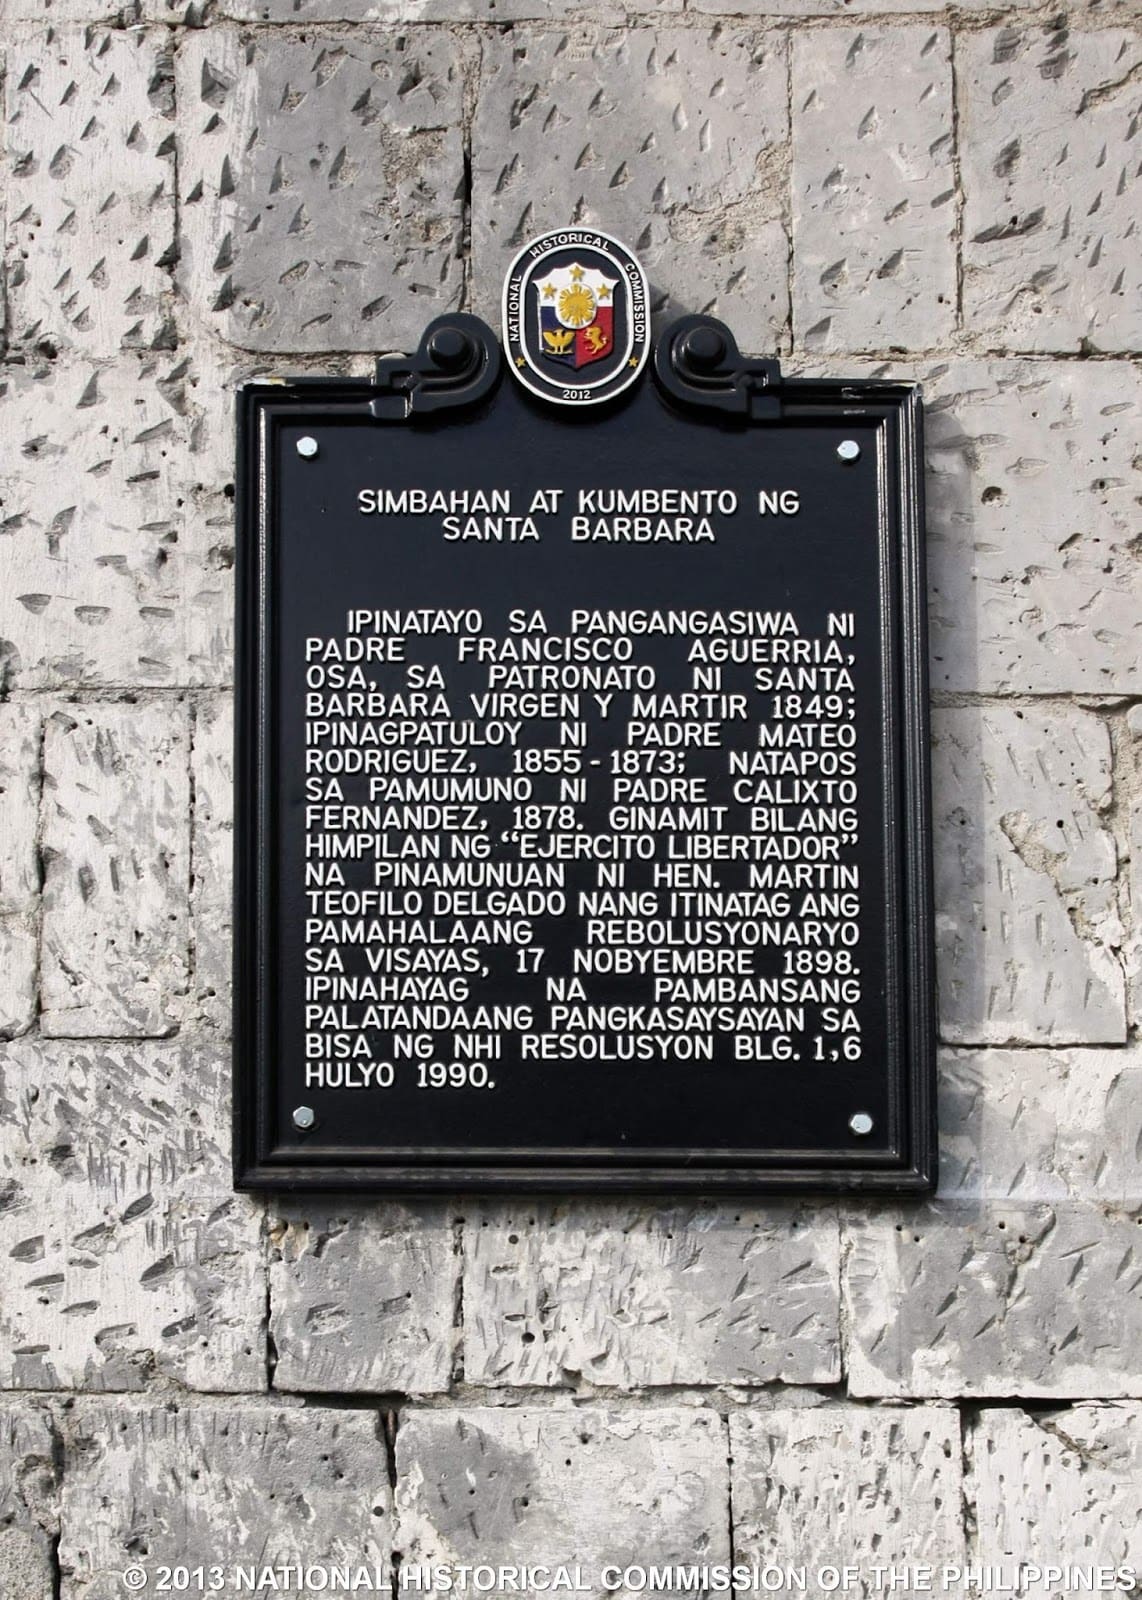 NATIONAL HISTORICAL COMMISSION
2012
SIMBAHAN AT KUMBENTO NG
SANTA BARBARA
IPINATAYO SA PANGANGASIWA NI
PADRE FRANCISCO AGUERRIA,
OSA, SA PATRONATO NI SANTA
BARBARA VIRGEN Y MARTIR 1849;
IPINAGPATULOY NI PADRE MATEO
RODRIGUEZ, 1855-1873; NATAPOS
SA PAMUMUNO NI PADRE CALIXTO
FERNANDEZ, 1878. GINAMIT BILANG
HIMPILAN NG “EJERCITO LIBERTADOR”
NA PINAMUNUAN NI HEN. MARTIN
TEOFILO DELGADO NANG ITINATAG ANG
PAMAHALAANG REBOLUSYONARYO
SA VISAYAS, 17 NOBYEMBRE 1898.
IPINAHAYAG NA PAMBANSANG
PALATANDAANG PANGKASAYSAYAN SA
BISA NG NHI RESOLUSYON BLG. 1,6
HULYO 1990.
© 2013 NATIONAL HISTORICAL COMMISSION OF THE PHILIPPINES